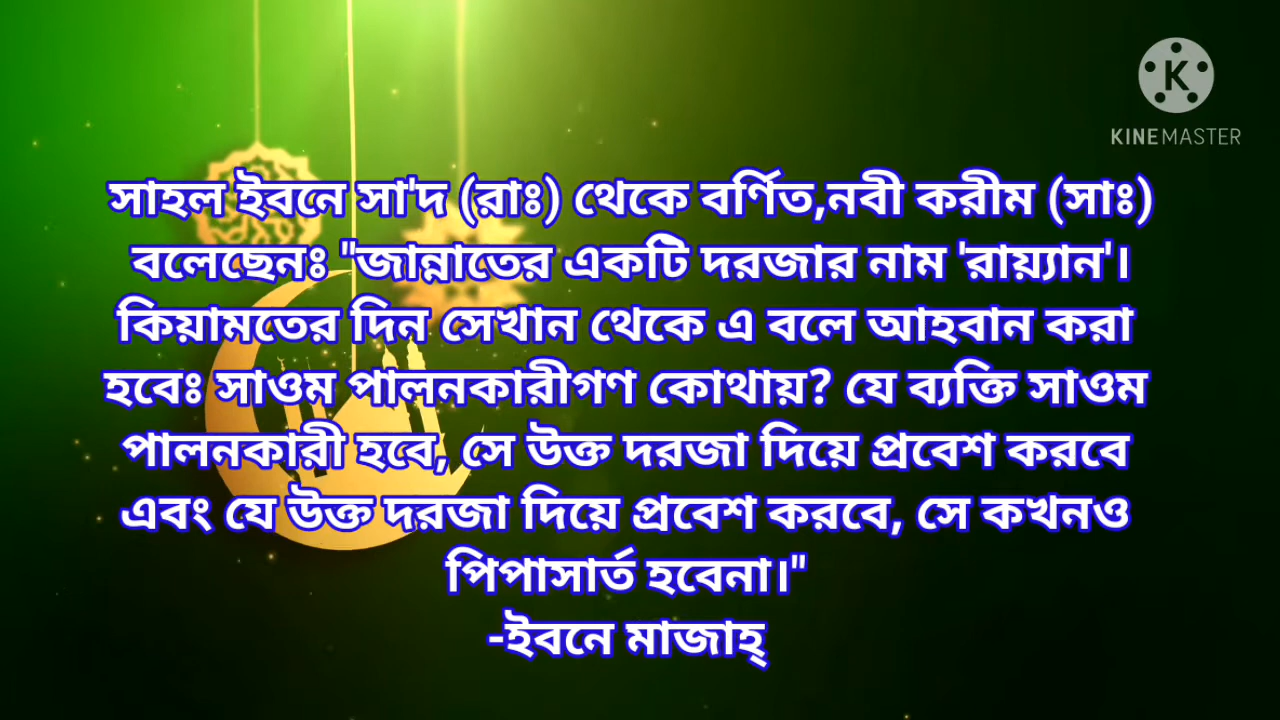 KINEMASTER
সাহল ইবনে সা'দ (রাঃ) থেকে বর্ণিত,নবী করীম (সাঃ)
বলেছেনঃ "জান্নাতের একটি দরজার নাম 'রায়্যান'।
কিয়ামতের দিন সেখান থেকে এ বলে আহবান করা
হবেঃ সাওম পালনকারীগণ কোথায়? যে ব্যক্তি সাওম
পালনকারী হবে, সে উক্ত দরজা দিয়ে প্রবেশ করবে
এবং যে উক্ত দরজা দিয়ে প্রবেশ করবে, সে কখনও
পিপাসার্ত হবেনা।"
-ইবনে মাজাহ্